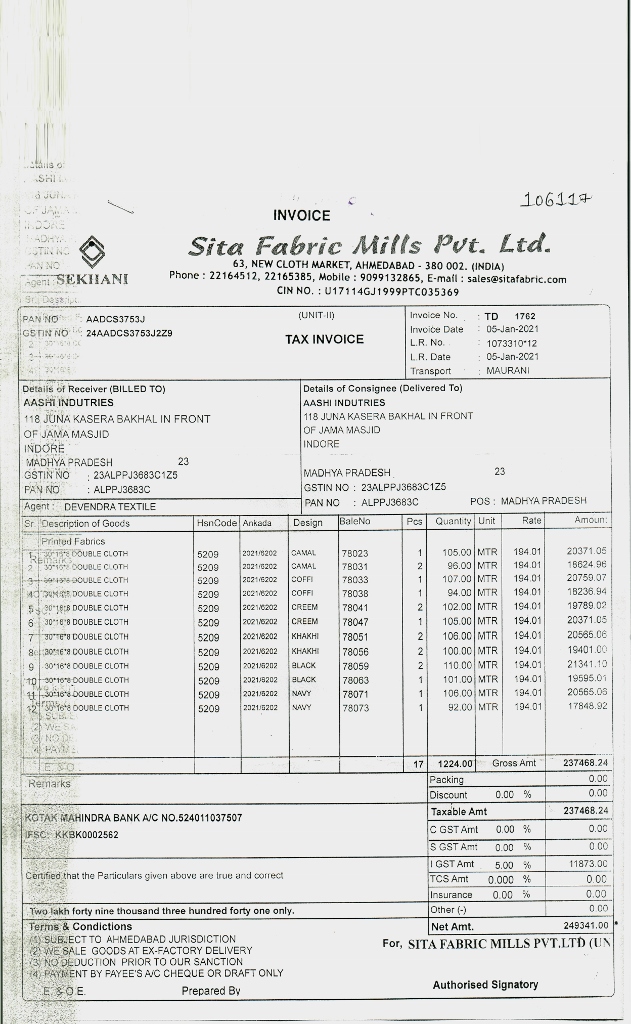 106117
INVOICE
Sita Fabric Mills Pvt. Ltd.
63, NEW CLOTH MARKET, AHMEDABAD - 380 002. (INDIA)
Phone : 22164512, 22165385, Mobile : 9099132865, E-mail : sales@sitafabric.com
CIN NO. : U17114GJ1999PTC035369
SEKHANI
PAN NO : AADCS3753J
GSTIN NO : 24AADCS3753J2Z9
(UNIT-II)
TAX INVOICE
Invoice No. : TD 1762
Invoice Date : 05-Jan-2021
L.R. No. : 1073310*12
L.R. Date : 05-Jan-2021
Transport : MAURANI
Details of Receiver (BILLED TO)
AASHI INDUTRIES
118 JUNA KASERA BAKHAL IN FRONT
OF JAMA MASJID
INDORE
MADHYA PRADESH 23
GSTIN NO : 23ALPPJ3683C1Z5
PAN NO : ALPPJ3683C
Details of Consignee (Delivered To)
AASHI INDUTRIES
118 JUNA KASERA BAKHAL IN FRONT
OF JAMA MASJID
INDORE
MADHYA PRADESH 23
GSTIN NO : 23ALPPJ3683C1Z5
PAN NO : ALPPJ3683C POS : MADHYA PRADESH
Agent : DEVENDRA TEXTILE
Sr. Description of Goods HsnCode Ankada Design BaleNo Pcs Quantity Unit Rate Amount
Printed Fabrics
1 30*16*8 DOUBLE CLOTH 5209 2021/6202 CAMAL 78023 1 105.00 MTR 194.01 20371.05
2 30*16*8 DOUBLE CLOTH 5209 2021/6202 CAMAL 78031 2 96.00 MTR 194.01 18624.96
3 30*16*8 DOUBLE CLOTH 5209 2021/6202 COFFI 78033 1 107.00 MTR 194.01 20759.07
4 30*16*8 DOUBLE CLOTH 5209 2021/6202 COFFI 78038 1 94.00 MTR 194.01 18236.94
5 30*16*8 DOUBLE CLOTH 5209 2021/6202 CREEM 78041 2 102.00 MTR 194.01 19789.02
6 30*16*8 DOUBLE CLOTH 5209 2021/6202 CREEM 78047 1 105.00 MTR 194.01 20371.05
7 30*16*8 DOUBLE CLOTH 5209 2021/6202 KHAKHI 78051 2 106.00 MTR 194.01 20565.06
8 30*16*8 DOUBLE CLOTH 5209 2021/6202 KHAKHI 78056 2 100.00 MTR 194.01 19401.00
9 30*16*8 DOUBLE CLOTH 5209 2021/6202 BLACK 78059 2 110.00 MTR 194.01 21341.10
10 30*16*8 DOUBLE CLOTH 5209 2021/6202 BLACK 78063 1 101.00 MTR 194.01 19595.01
11 30*16*8 DOUBLE CLOTH 5209 2021/6202 NAVY 78071 1 106.00 MTR 194.01 20565.06
12 30*16*8 DOUBLE CLOTH 5209 2021/6202 NAVY 78073 1 92.00 MTR 194.01 17848.92
17 1224.00 Gross Amt 237468.24
Remarks
Packing 0.00
Discount 0.00 % 0.00
Taxable Amt 237468.24
KOTAK MAHINDRA BANK A/C NO.524011037507
IFSC: KKBK0002562
C GST Amt 0.00 % 0.00
S GST Amt 0.00 % 0.00
I GST Amt 5.00 % 11873.00
TCS Amt 0.000 % 0.00
Insurance 0.00 % 0.00
Other (-) 0.00
Certified that the Particulars given above are true and correct
Two lakh forty nine thousand three hundred forty one only.
Net Amt. 249341.00
Terms & Condictions
(1) SUBJECT TO AHMEDABAD JURISDICTION
(2) WE SALE GOODS AT EX-FACTORY DELIVERY
(3) NO DEDUCTION PRIOR TO OUR SANCTION
(4) PAYMENT BY PAYEE'S A/C CHEQUE OR DRAFT ONLY
E. & O.E. Prepared By
For, SITA FABRIC MILLS PVT.LTD (UN
Authorised Signatory